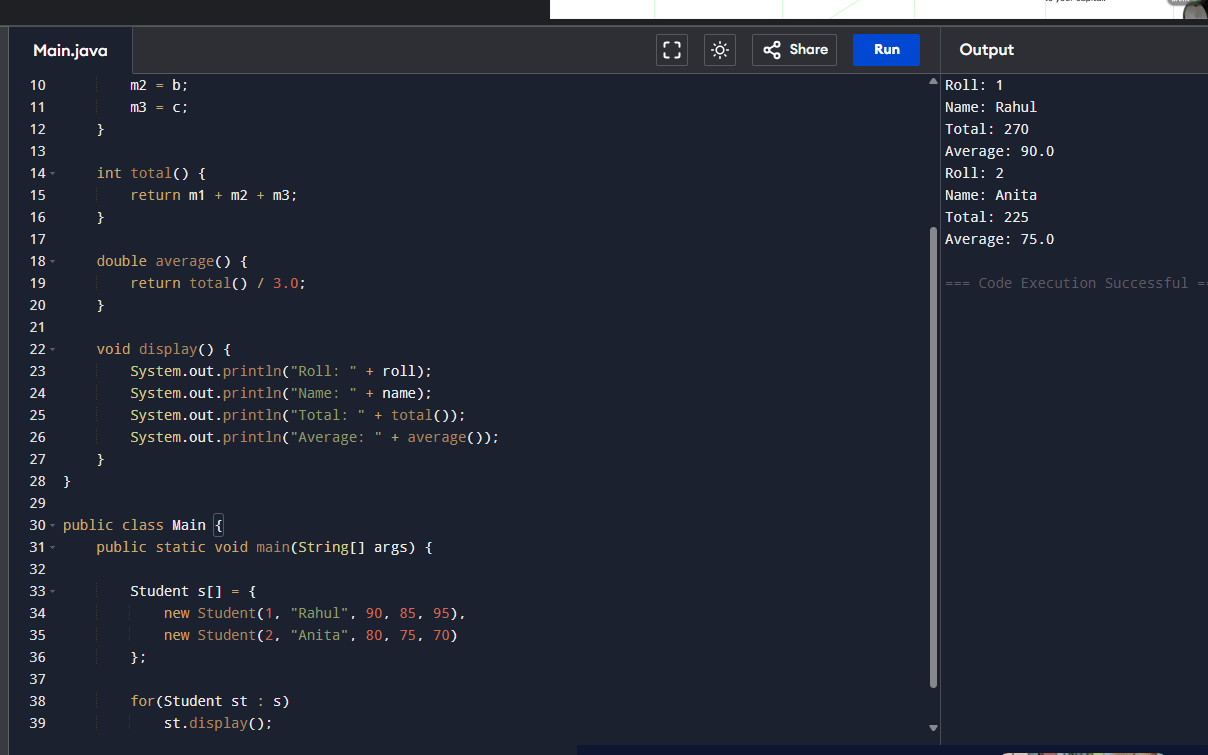 Main.java
Share
Run
Output
10 m2 = b;
11 m3 = c;
12 }
13
14 int total() {
15 return m1 + m2 + m3;
16 }
17
18 double average() {
19 return total() / 3.0;
20 }
21
22 void display() {
23 System.out.println("Roll: " + roll);
24 System.out.println("Name: " + name);
25 System.out.println("Total: " + total());
26 System.out.println("Average: " + average());
27 }
28 }
29
30 public class Main {
31 public static void main(String[] args) {
32
33 Student s[] = {
34 new Student(1, "Rahul", 90, 85, 95),
35 new Student(2, "Anita", 80, 75, 70)
36 };
37
38 for(Student st : s)
39 st.display();
Roll: 1
Name: Rahul
Total: 270
Average: 90.0
Roll: 2
Name: Anita
Total: 225
Average: 75.0
=== Code Execution Successful ==